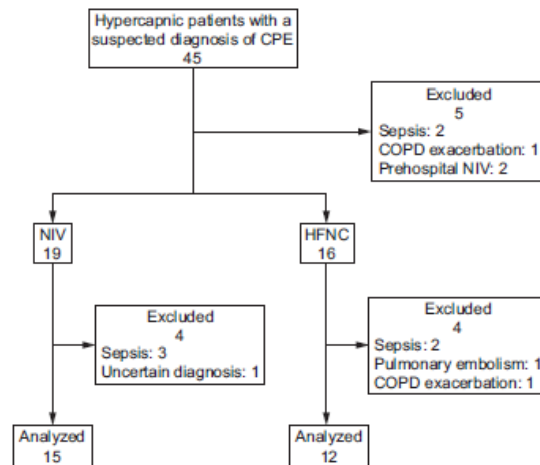 Hypercapnic patients with a
suspected diagnosis of CPE
45
Excluded
5
Sepsis: 2
COPD exacerbation: 1
Prehospital NIV: 2
NIV
19
HFNC
16
Excluded
4
Sepsis: 3
Uncertain diagnosis: 1
Excluded
4
Sepsis: 2
Pulmonary embolism: 1
COPD exacerbation: 1
Analyzed
15
Analyzed
12